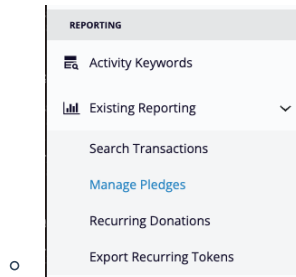 REPORTING
Activity Keywords
Existing Reporting
Search Transactions
Manage Pledges
Recurring Donations
Export Recurring Tokens